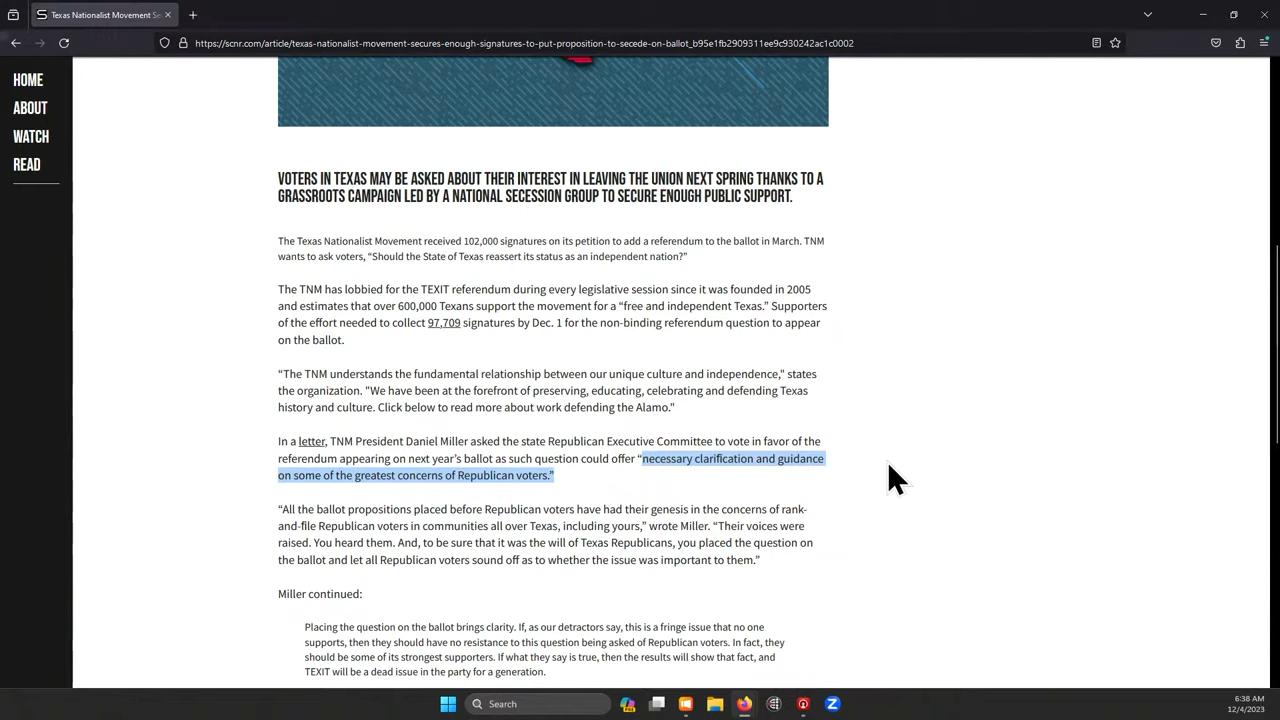 Texas Nationalist Movement Se
https://scnr.com/article/texas-nationalist-movement-secures-enough-signatures-to-put-proposition-to-secede-on-ballot_b95e1fb2909311ee9c930242ac1c0002
HOME
ABOUT
WATCH
READ
VOTERS IN TEXAS MAY BE ASKED ABOUT THEIR INTEREST IN LEAVING THE UNION NEXT SPRING THANKS TO A
GRASSROOTS CAMPAIGN LED BY A NATIONAL SECESSION GROUP TO SECURE ENOUGH PUBLIC SUPPORT.
The Texas Nationalist Movement received 102,000 signatures on its petition to add a referendum to the ballot in March. TNM
wants to ask voters, “Should the State of Texas reassert its status as an independent nation?”
The TNM has lobbied for the TEXIT referendum during every legislative session since it was founded in 2005
and estimates that over 600,000 Texans support the movement for a “free and independent Texas.” Supporters
of the effort needed to collect 97,709 signatures by Dec. 1 for the non-binding referendum question to appear
on the ballot.
“The TNM understands the fundamental relationship between our unique culture and independence,” states
the organization. "We have been at the forefront of preserving, educating, celebrating and defending Texas
history and culture. Click below to read more about work defending the Alamo.”
In a letter, TNM President Daniel Miller asked the state Republican Executive Committee to vote in favor of the
referendum appearing on next year’s ballot as such question could offer “necessary clarification and guidance
on some of the greatest concerns of Republican voters.”
“All the ballot propositions placed before Republican voters have had their genesis in the concerns of rank-
and-file Republican voters in communities all over Texas, including yours,” wrote Miller. “Their voices were
raised. You heard them. And, to be sure that it was the will of Texas Republicans, you placed the question on
the ballot and let all Republican voters sound off as to whether the issue was important to them.”
Miller continued:
Placing the question on the ballot brings clarity. If, as our detractors say, this is a fringe issue that no one
supports, then they should have no resistance to this question being asked of Republican voters. In fact, they
should be some of its strongest supporters. If what they say is true, then the results will show that fact, and
TEXIT will be a dead issue in the party for a generation.
Search
6:38 AM
12/4/2023